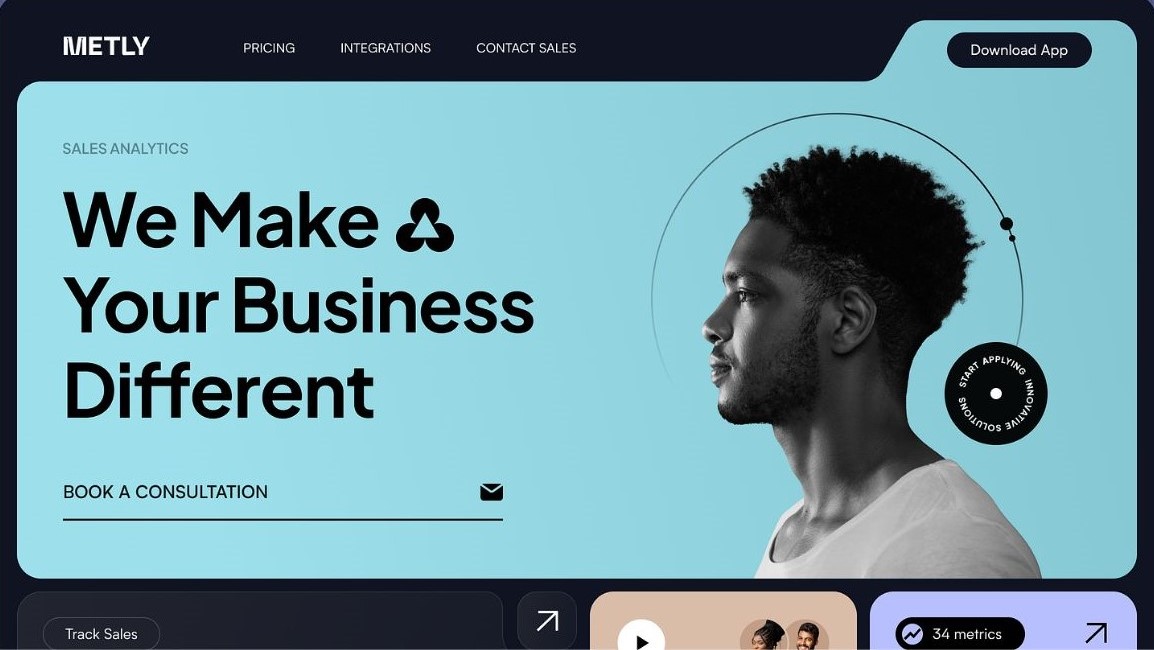 METLY
PRICING
INTEGRATIONS
CONTACT SALES
Download App
SALES ANALYTICS
We Make
Your Business
Different
BOOK A CONSULTATION
START APPLYING INNOVATIVE SOLUTIONS
Track Sales
34 metrics